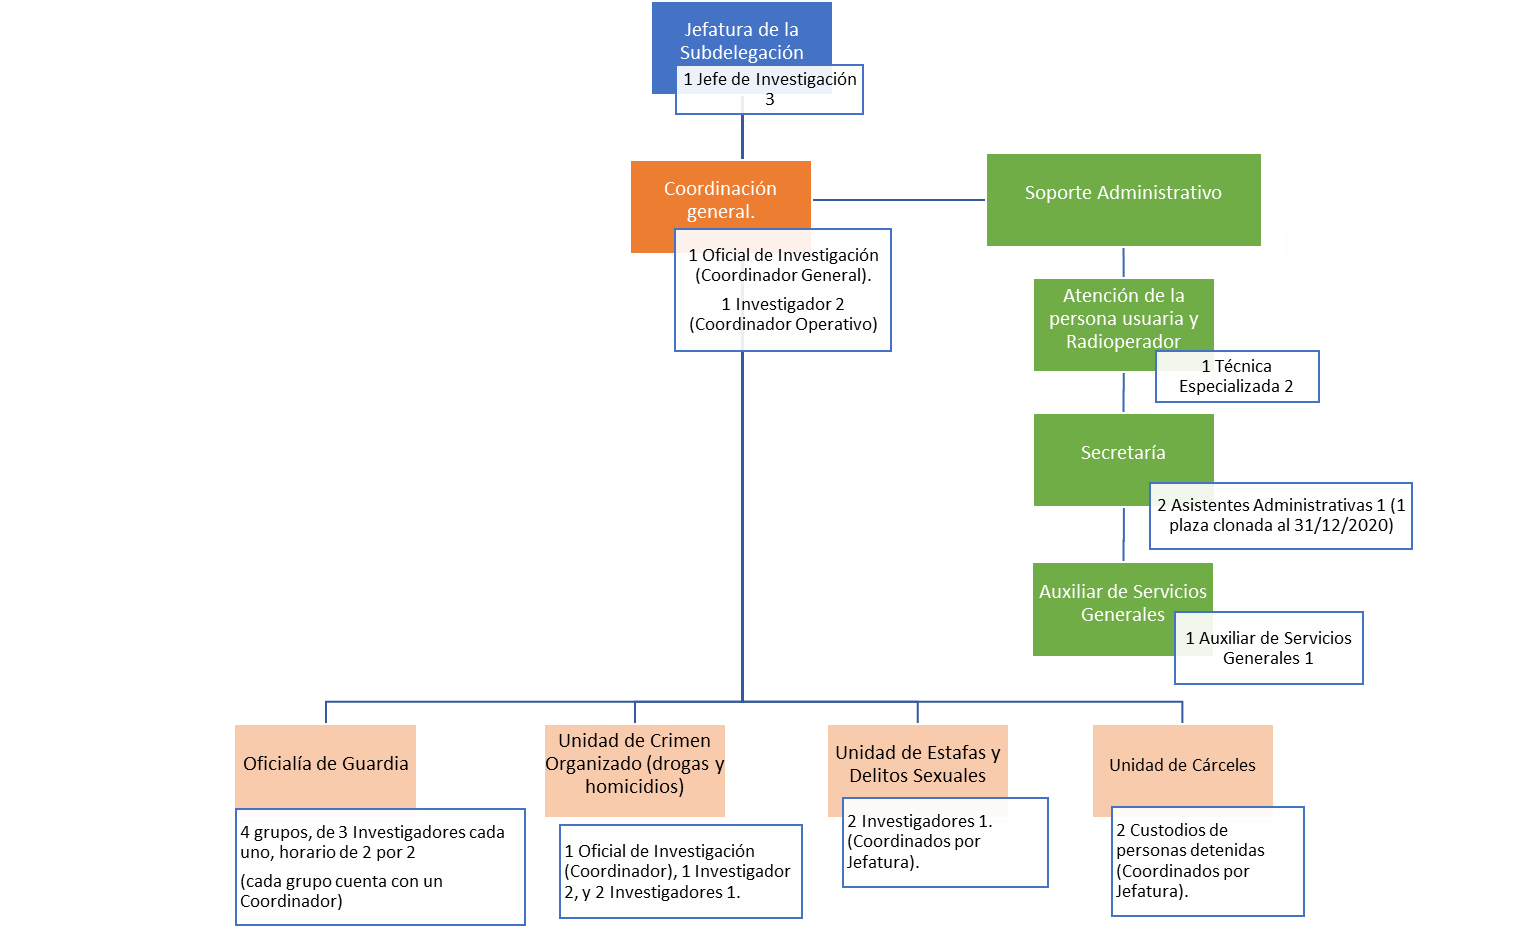 Jefatura de la
Subdelegación
1 Jefe de Investigación
3
Coordinación
general.
1 Oficial de Investigación
(Coordinador General).
1 Investigador 2
(Coordinador Operativo)
Soporte Administrativo
Atención de la
persona usuaria y
Radioperador
1 Técnica
Especializada 2
Secretaría
2 Asistentes Administrativas 1 (1
plaza clonada al 31/12/2020)
Auxiliar de Servicios
Generales
1 Auxiliar de Servicios
Generales 1
Oficialía de Guardia
4 grupos, de 3 Investigadores cada
uno, horario de 2 por 2
(cada grupo cuenta con un
Coordinador)
Unidad de Crimen
Organizado (drogas y
homicidios)
1 Oficial de Investigación
(Coordinador), 1 Investigador
2, y 2 Investigadores 1.
Unidad de Estafas y
Delitos Sexuales
2 Investigadores 1.
(Coordinados por
Jefatura).
Unidad de Cárceles
2 Custodios de
personas detenidas
(Coordinados por
Jefatura).